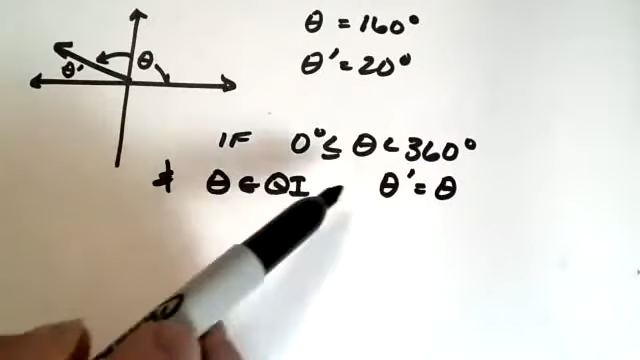 θ = 160°
θ' = 20°
θ
θ'
IF 0° ≤ θ < 360°
& θ ∈ QI θ' = θ